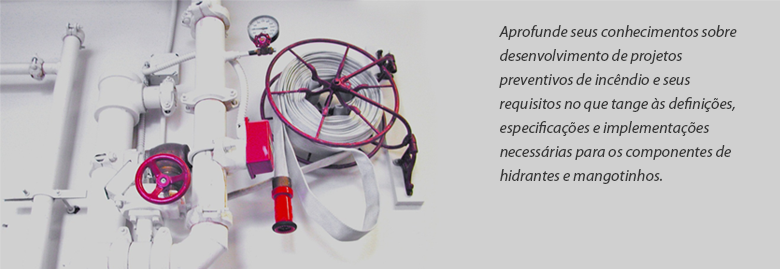 Aprofunde seus conhecimentos sobre
desenvolvimento de projetos
preventivos de incêndio e seus
requisitos no que tange às definições,
especificações e implementações
necessárias para os componentes de
hidrantes e mangotinhos.